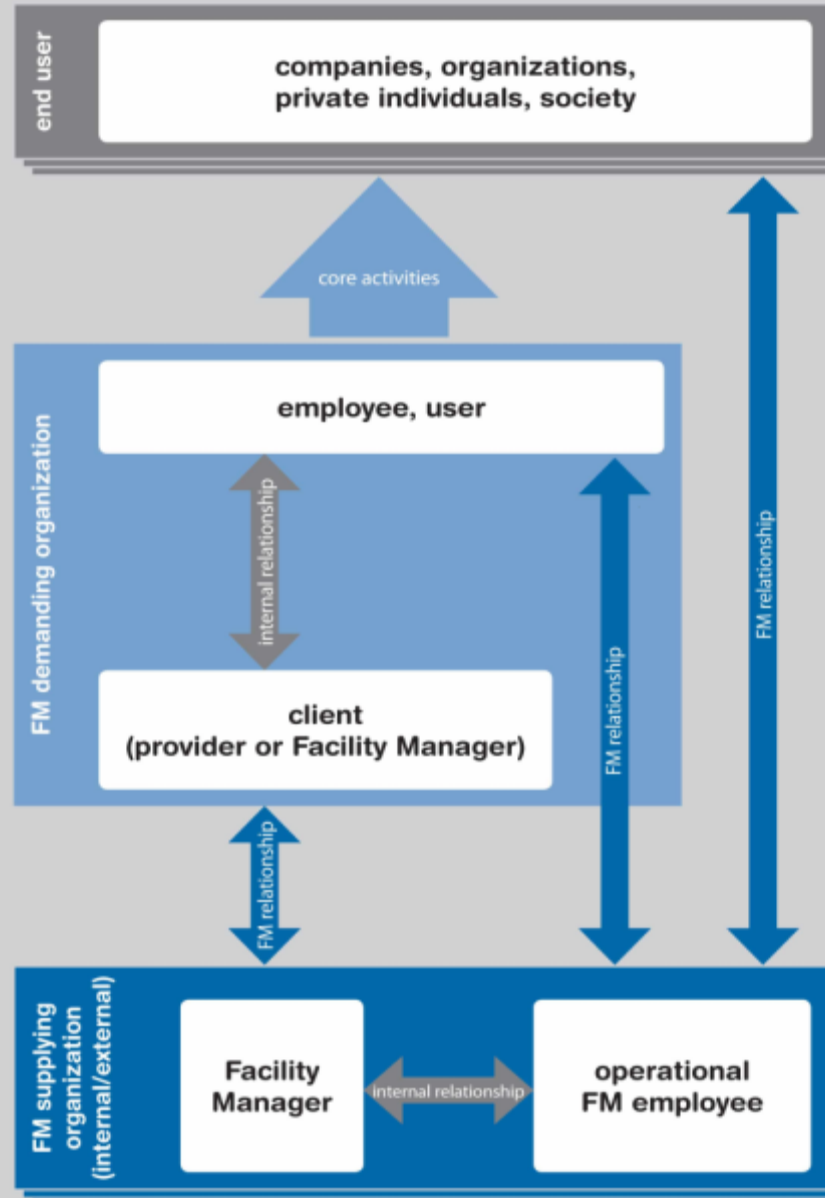 end user
companies, organizations,
private individuals, society
core activities
FM demanding organization
employee, user
internal relationship
client
(provider or Facility Manager)
FM relationship
FM relationship
FM relationship
FM supplying
organization
(internal/external)
Facility
Manager
internal relationship
operational
FM employee